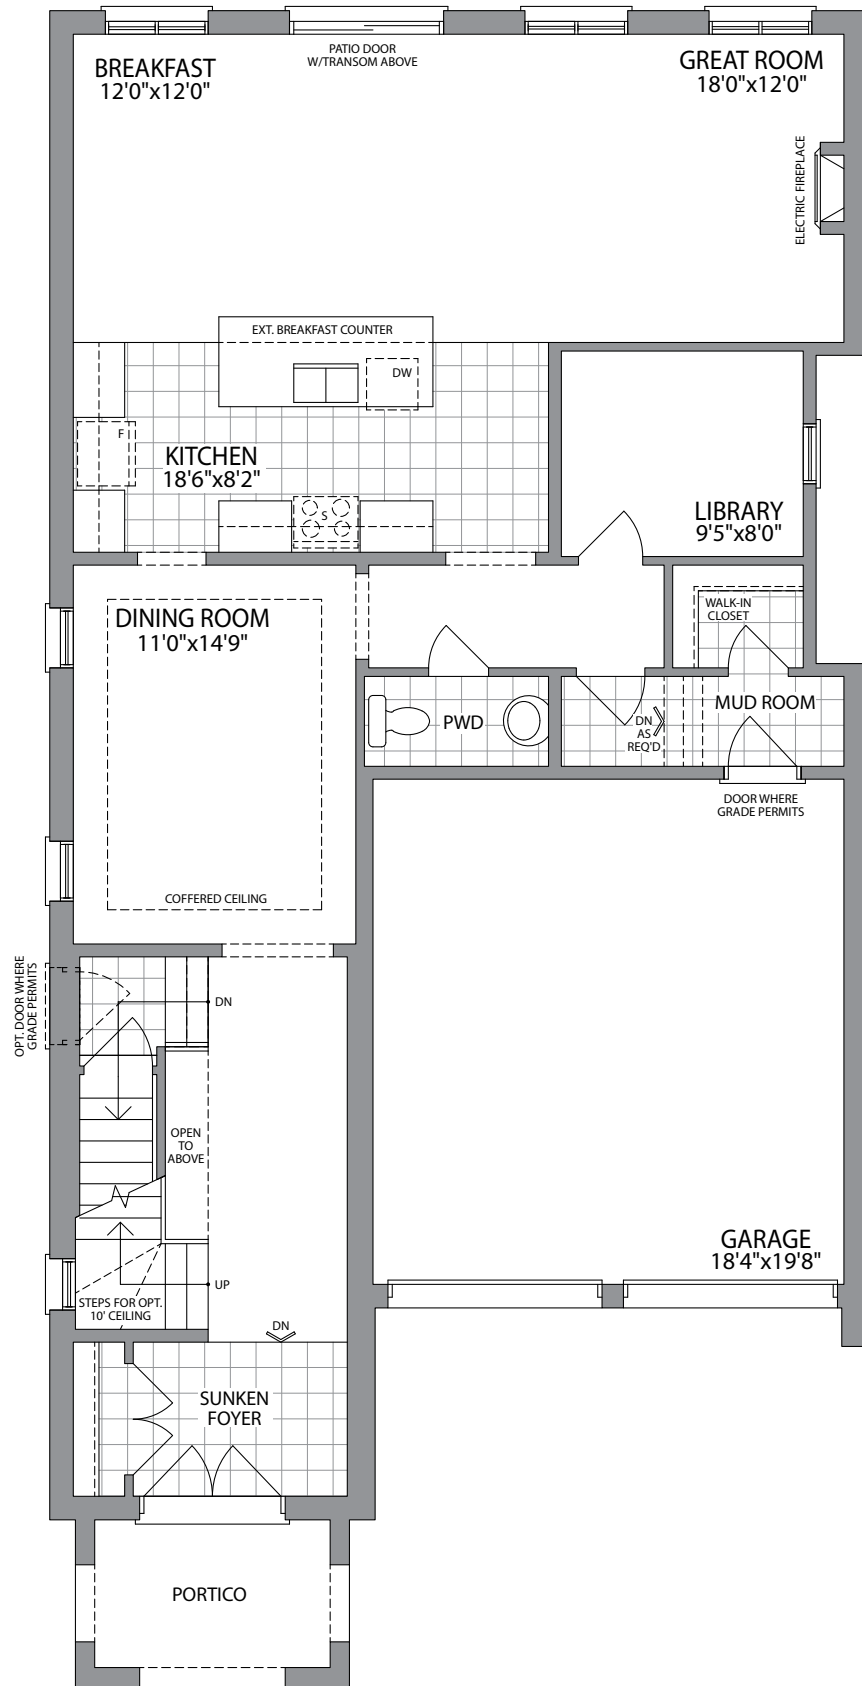 PATIO DOOR
W/TRANSOM ABOVE
BREAKFAST
12'0"x12'0"
GREAT ROOM
18'0"x12'0"
ELECTRIC FIREPLACE
EXT. BREAKFAST COUNTER
DW
F
KITCHEN
18'6"x8'2"
S
LIBRARY
9'5"x8'0"
DINING ROOM
11'0"x14'9"
WALK-IN
CLOSET
PWD
DN
AS
REQ'D
MUD ROOM
DOOR WHERE
GRADE PERMITS
COFFERED CEILING
OPT. DOOR WHERE
GRADE PERMITS
DN
OPEN
TO
ABOVE
GARAGE
18'4"x19'8"
UP
STEPS FOR OPT.
10' CEILING
DN
SUNKEN
FOYER
PORTICO